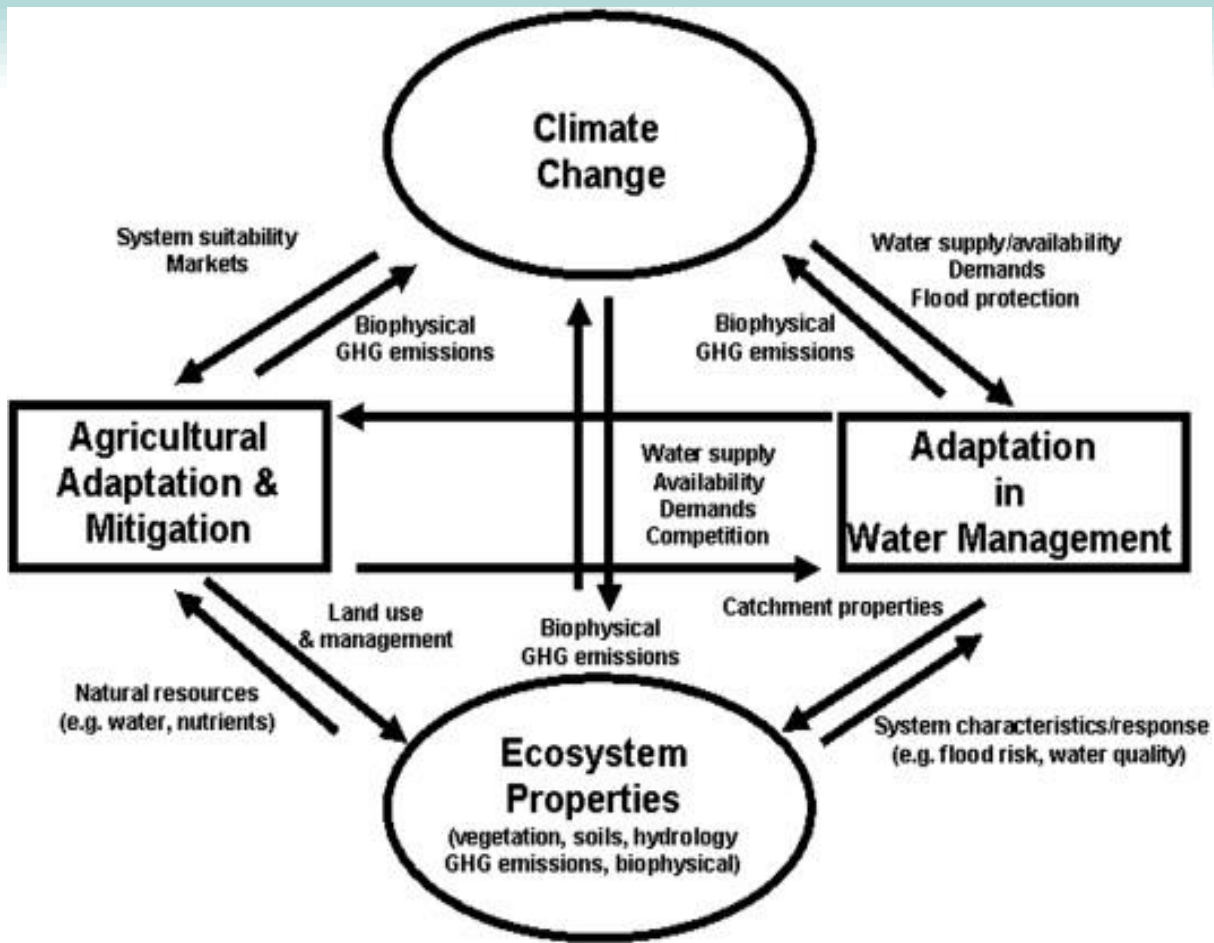 Climate
Change
System suitability
Markets
Biophysical
GHG emissions
Water supply/availability
Demands
Flood protection
Biophysical
GHG emissions
Agricultural
Adaptation &
Mitigation
Water supply
Availability
Demands
Competition
Adaptation
in
Water Management
Land use
& management
Biophysical
GHG emissions
Catchment properties
Natural resources
(e.g. water, nutrients)
System characteristics/response
(e.g. flood risk, water quality)
Ecosystem
Properties
(vegetation, soils, hydrology
GHG emissions, biophysical)